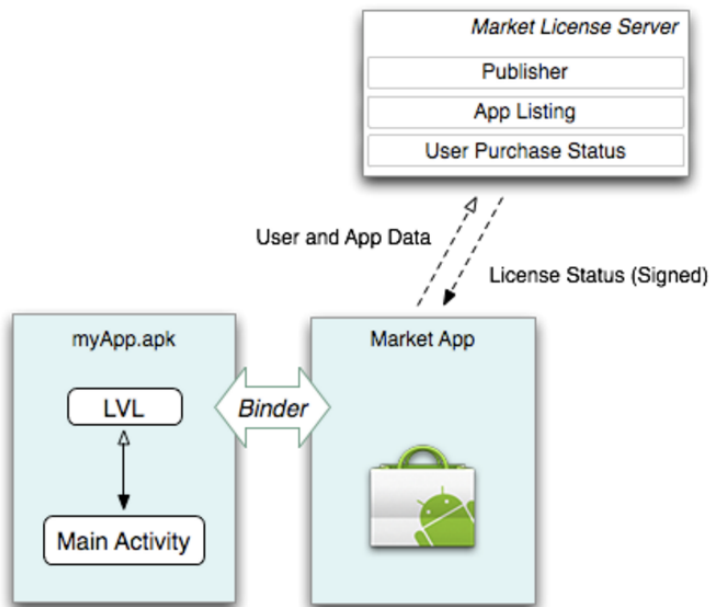 Market License Server
Publisher
App Listing
User Purchase Status
User and App Data
License Status (Signed)
myApp.apk
Market App
LVL
Binder
Main Activity